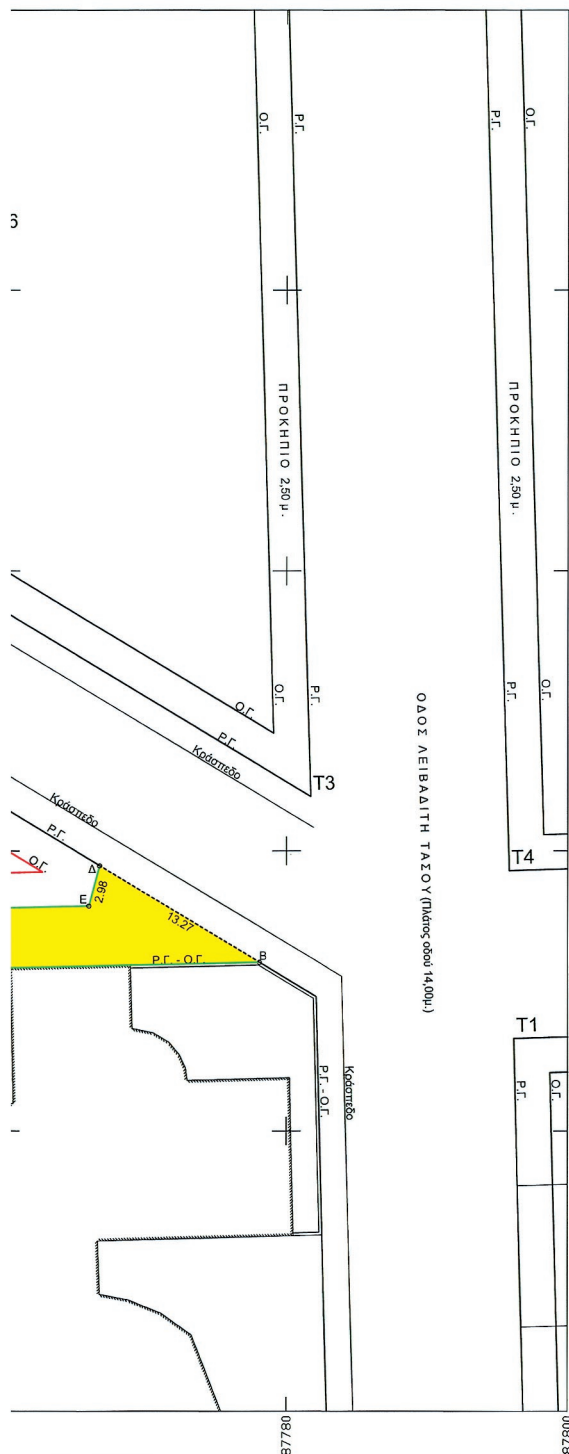 Ο.Γ.
Ρ.Γ.
Ρ.Γ.
Ο.Γ.
6
ΠΡΟΚΗΠΙΟ 2,50 μ.
ΠΡΟΚΗΠΙΟ 2,50 μ.
Ο.Γ.
Ο.Γ.
Ρ.Γ.
Ρ.Γ.
Ο.Γ.
Ρ.Γ.
Κράσπεδο
Τ3
ΟΔΟΣ ΛΕΙΒΑΔΙΤΗ ΤΑΣΟΥ (Πλάτος οδού 14,00μ.)
Κράσπεδο
Ρ.Γ.
Ο.Γ.
Δ
Τ4
Ε
2.98
13.27
Ρ.Γ. - Ο.Γ.
Β
Τ1
Ρ.Γ. - Ο.Γ.
Κράσπεδο
Ρ.Γ.
Ο.Γ.